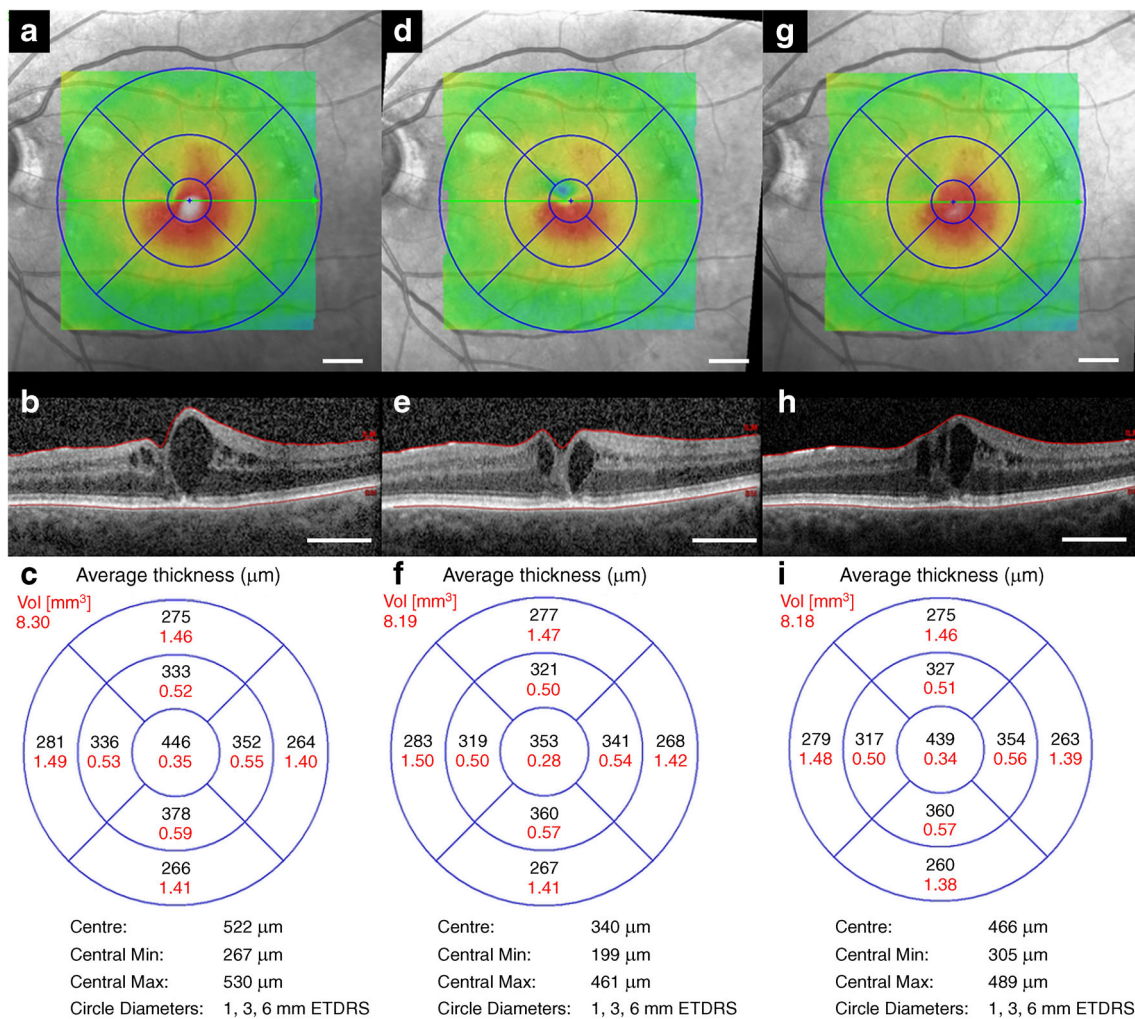 a d g
b e h
c Average thickness (μm)
Vol [mm³]
8.30
275
1.46
333
0.52
281 336 446 352 264
1.49 0.53 0.35 0.55 1.40
378
0.59
266
1.41
Centre: 522 μm
Central Min: 267 μm
Central Max: 530 μm
Circle Diameters: 1, 3, 6 mm ETDRS
f Average thickness (μm)
Vol [mm³]
8.19
277
1.47
321
0.50
283 319 353 341 268
1.50 0.50 0.28 0.54 1.42
360
0.57
267
1.41
Centre: 340 μm
Central Min: 199 μm
Central Max: 461 μm
Circle Diameters: 1, 3, 6 mm ETDRS
i Average thickness (μm)
Vol [mm³]
8.18
275
1.46
327
0.51
279 317 439 354 263
1.48 0.50 0.34 0.56 1.39
360
0.57
260
1.38
Centre: 466 μm
Central Min: 305 μm
Central Max: 489 μm
Circle Diameters: 1, 3, 6 mm ETDRS